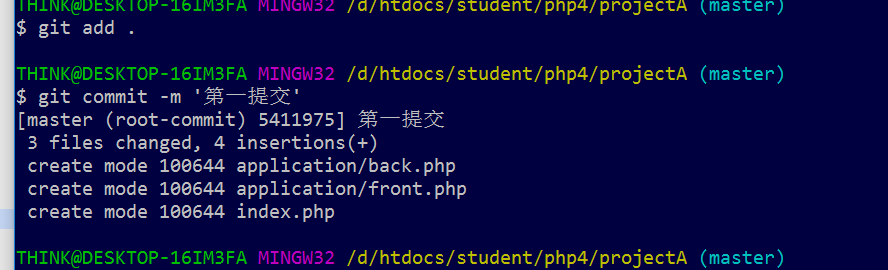 THINK@DESKTOP-16IM3FA MINGW32 /d/htdocs/student/php4/projectA (master)
$ git add .
THINK@DESKTOP-16IM3FA MINGW32 /d/htdocs/student/php4/projectA (master)
$ git commit -m '第一提交'
[master (root-commit) 5411975] 第一提交
 3 files changed, 4 insertions(+)
 create mode 100644 application/back.php
 create mode 100644 application/front.php
 create mode 100644 index.php
THINK@DESKTOP-16IM3FA MINGW32 /d/htdocs/student/php4/projectA (master)